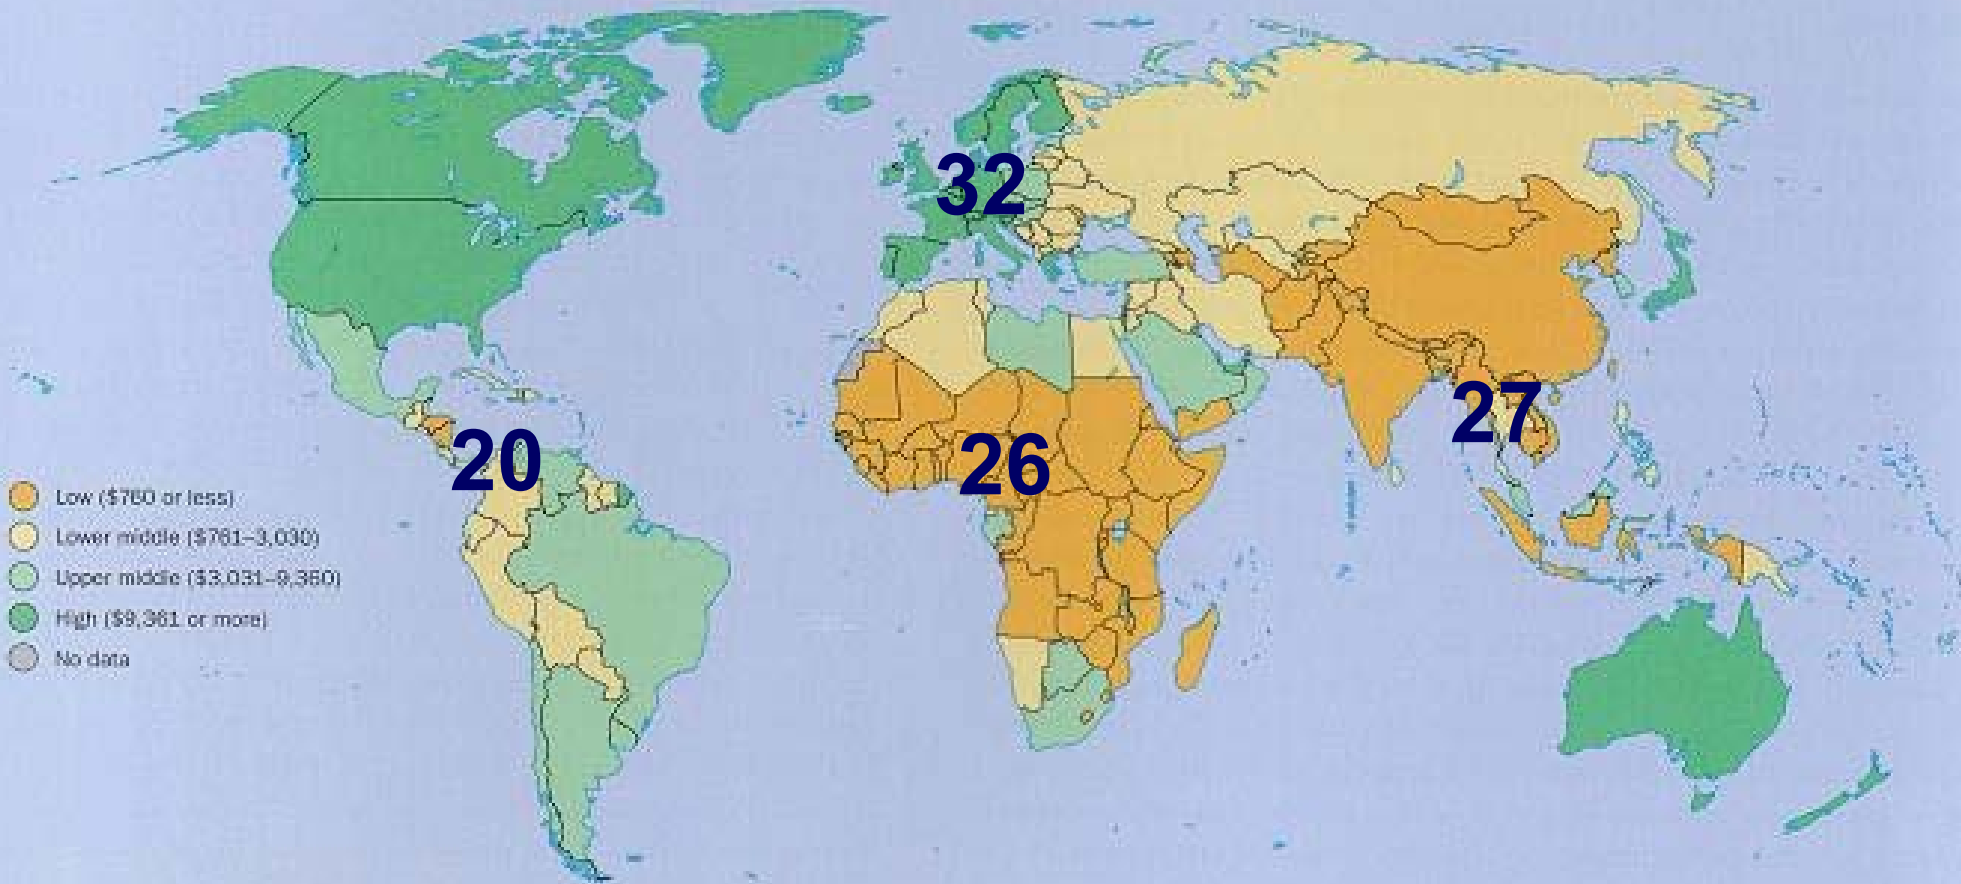 32
27
20
26
Low ($760 or less)
Lower middle ($761–3,030)
Upper middle ($3,031–9,360)
High ($9,361 or more)
No data